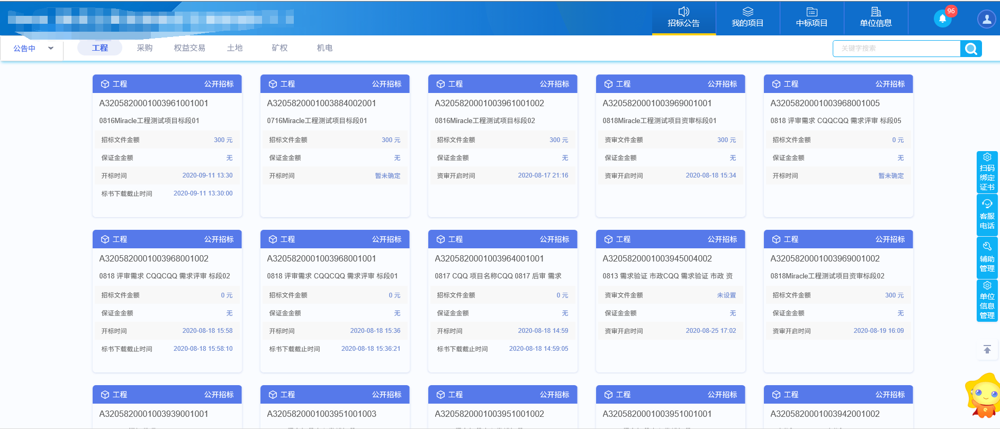 招标公告
我的项目
中标项目
单位信息
96
公告中
工程
采购
权益交易
土地
矿权
机电
关键字搜索
工程 公开招标
A3205820001003961001001
0816Miracle工程测试项目标段01
招标文件金额 300 元
保证金金额 无
开标时间 2020-09-11 13:30
标书下载截止时间 2020-09-11 13:30:00
工程 公开招标
A3205820001003884002001
0716Miracle工程测试项目标段01
招标文件金额 300 元
保证金金额 无
开标时间 暂未确定
工程 公开招标
A3205820001003961001002
0816Miracle工程测试项目标段02
招标文件金额 300 元
保证金金额 无
资审开启时间 2020-08-17 21:16
工程 公开招标
A3205820001003969001001
0818Miracle工程测试项目资审标段01
资审文件金额 300 元
保证金金额 无
资审开启时间 2020-08-18 15:34
工程 公开招标
A3205820001003968001005
0818 评审需求 CQQCQQ 需求评审 标段05
招标文件金额 0 元
保证金金额 无
开标时间 暂未确定
工程 公开招标
A3205820001003968001002
0818 评审需求 CQQCQQ 需求评审 标段02
招标文件金额 0 元
保证金金额 无
开标时间 2020-08-18 15:58
标书下载截止时间 2020-08-18 15:58:10
工程 公开招标
A3205820001003968001001
0818 评审需求 CQQCQQ 需求评审 标段01
招标文件金额 0 元
保证金金额 无
开标时间 2020-08-18 15:36
标书下载截止时间 2020-08-18 15:36:21
工程 公开招标
A3205820001003964001001
0817 CQQ 项目名称CQQ 0817 后审 需求
招标文件金额 0 元
保证金金额 无
开标时间 2020-08-18 14:59
标书下载截止时间 2020-08-18 14:59:05
工程 公开招标
A3205820001003945004002
0813 需求验证 市政CQQ 需求验证 市政 资
资审文件金额 未设置
保证金金额 无
资审开启时间 2020-08-25 17:02
工程 公开招标
A3205820001003969001002
0818Miracle工程测试项目资审标段02
招标文件金额 300 元
保证金金额 无
资审开启时间 2020-08-19 16:09
工程 公开招标
A3205820001003939001001
工程 公开招标
A3205820001003951001003
工程 公开招标
A3205820001003951001002
工程 公开招标
A3205820001003951001001
工程 公开招标
A3205820001003942001002
扫码
绑定
证书
客服
电话
辅助
管理
单位
信息
管理